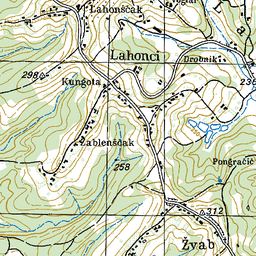 Lahonščak
Lahonci
Drobnik
298
Kungota
Žablenščak
258
Pongračič
312
Žvab